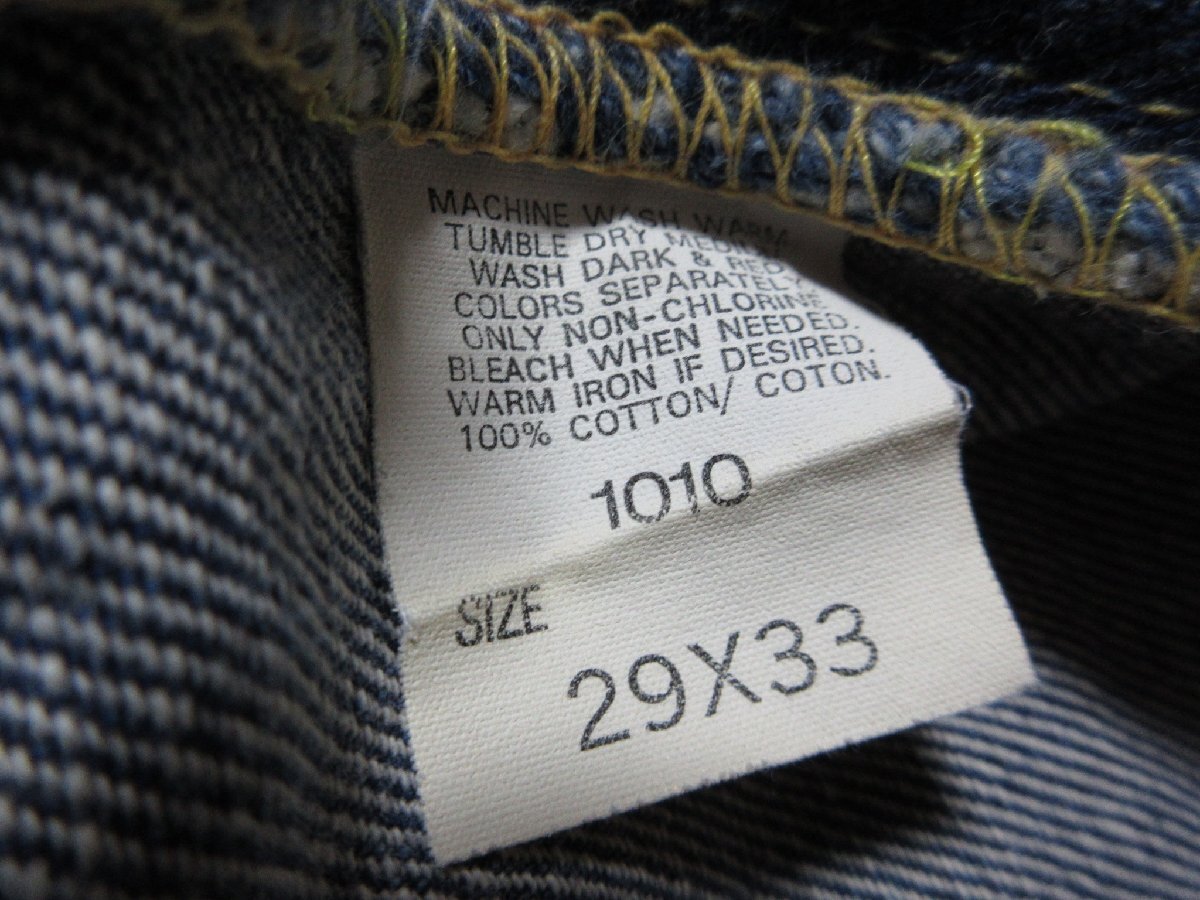 MACHINE WASH WARM
TUMBLE DRY MEDIUM
WASH DARK & RED
COLORS SEPARATELY
ONLY NON-CHLORINE
BLEACH WHEN NEEDED.
WARM IRON IF DESIRED.
100% COTTON/ COTON.
1010
SIZE
29X33